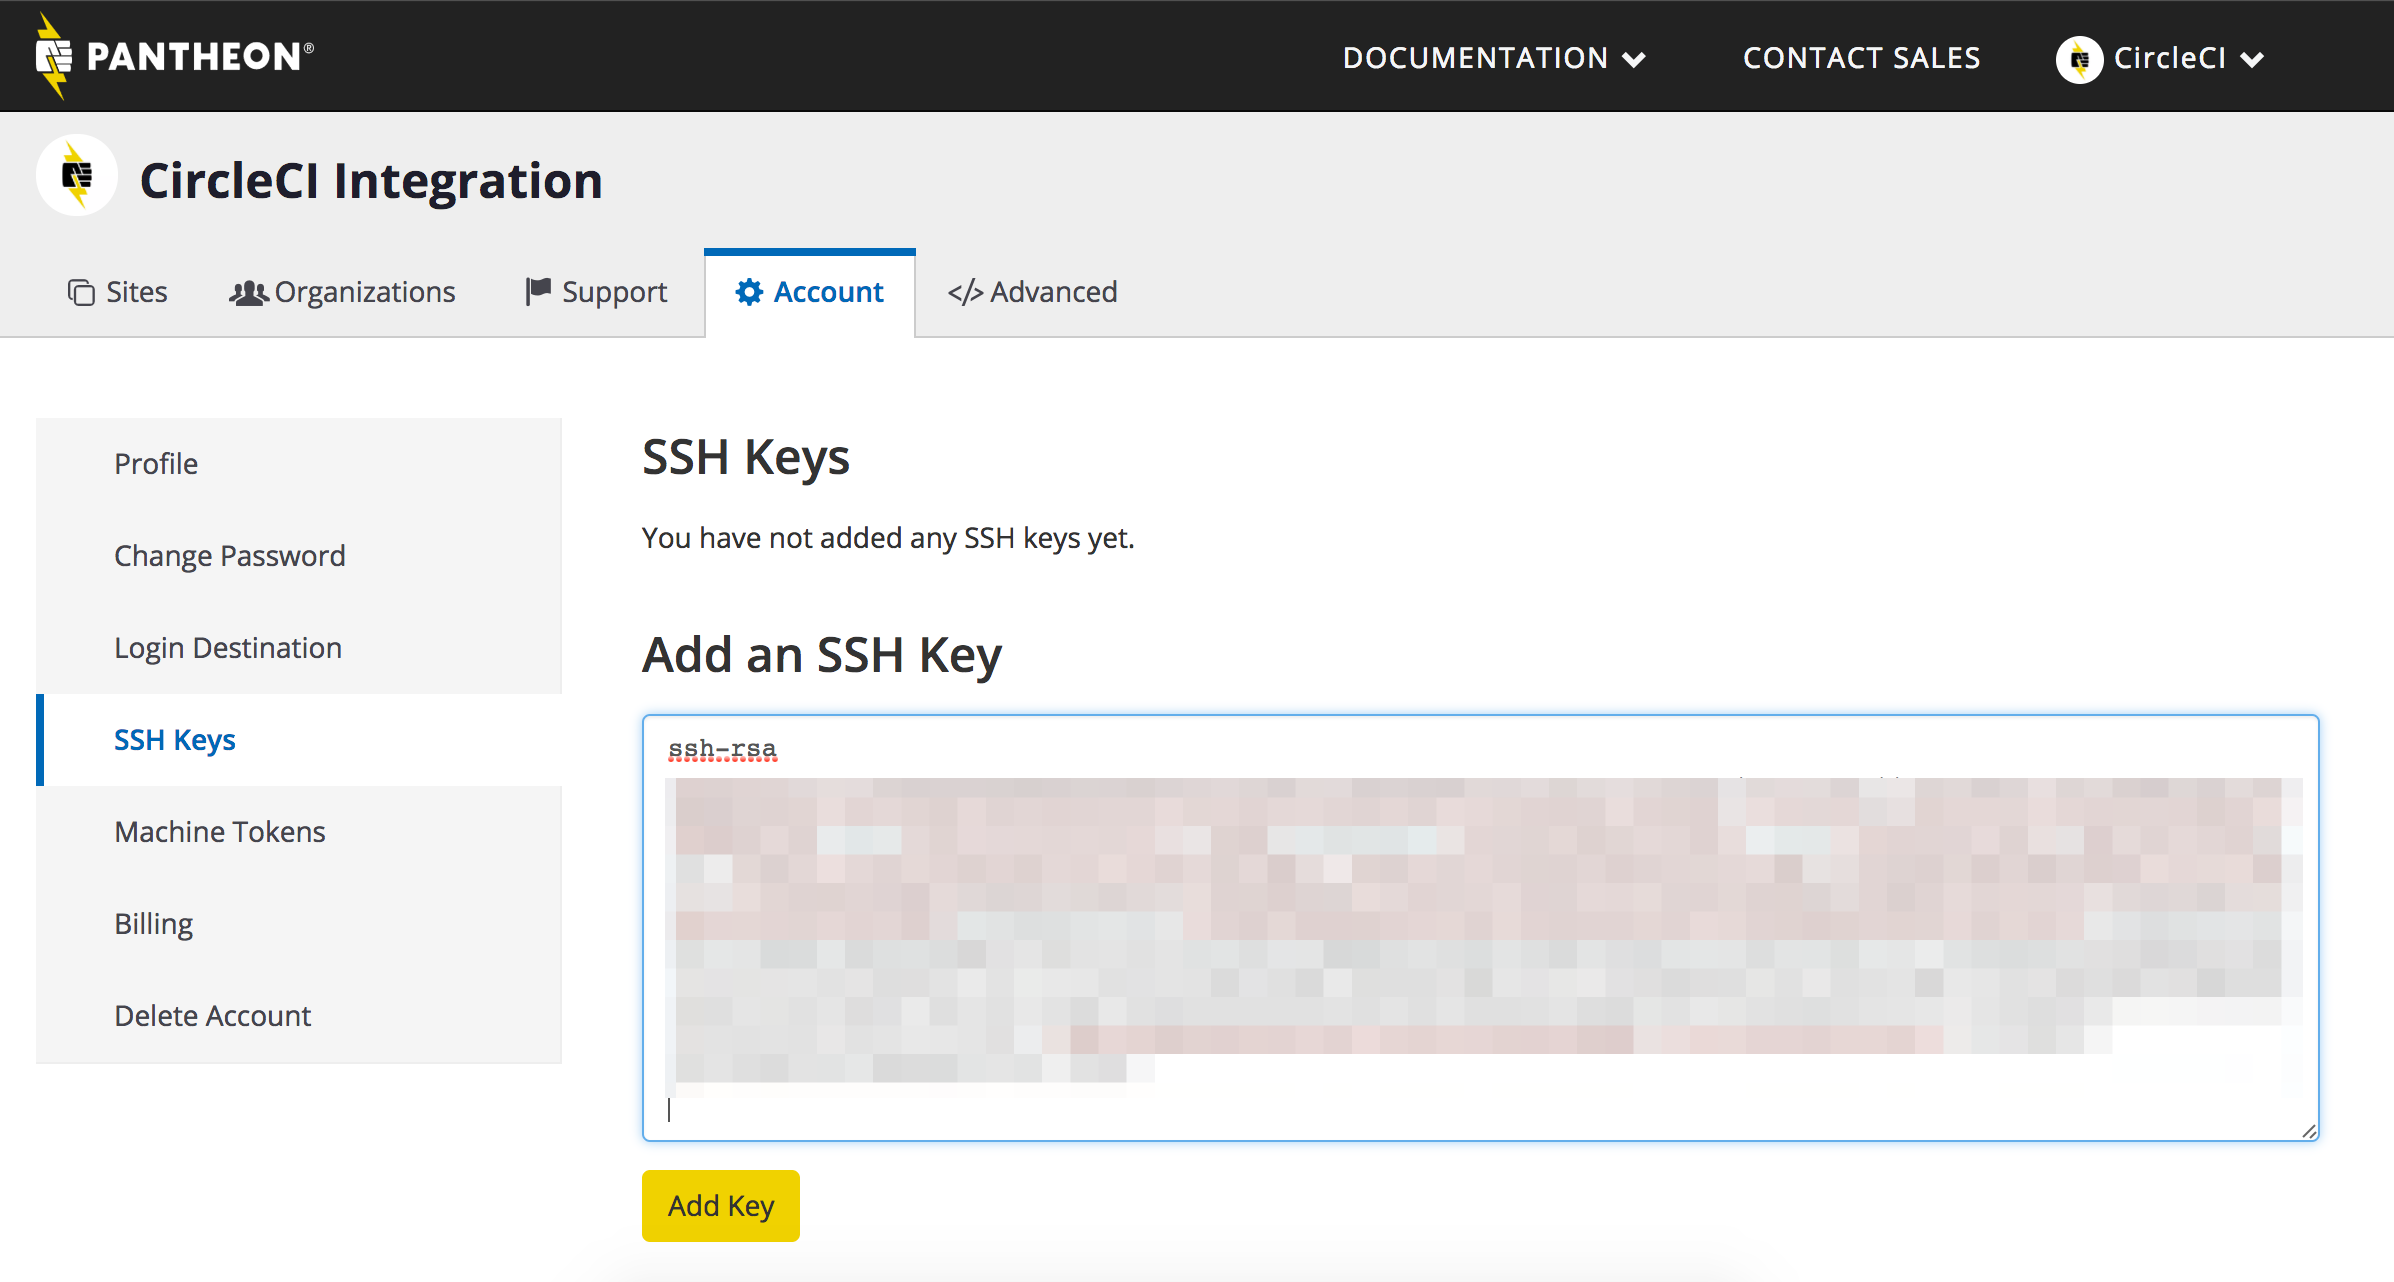 PANTHEON®
DOCUMENTATION
CONTACT SALES
CircleCI
CircleCI Integration
Sites
Organizations
Support
Account
</> Advanced
Profile
Change Password
Login Destination
SSH Keys
Machine Tokens
Billing
Delete Account
SSH Keys
You have not added any SSH keys yet.
Add an SSH Key
ssh-rsa
Add Key